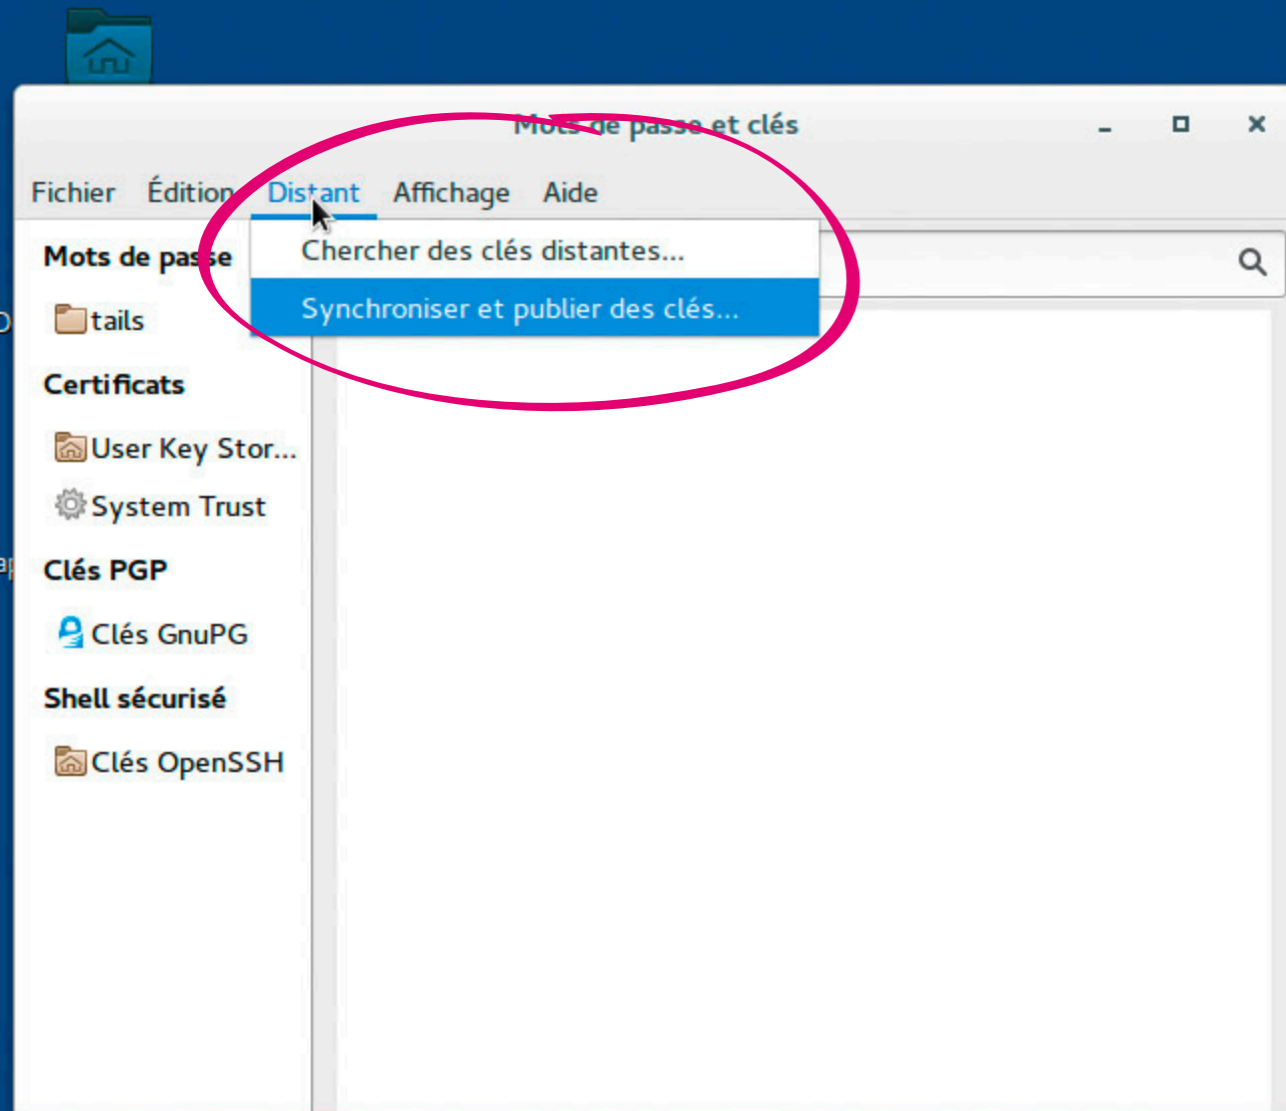 Mots de passe et clés
Fichier Édition Distant Affichage Aide
Chercher des clés distantes...
Synchroniser et publier des clés...
Mots de passe
tails
Certificats
User Key Stor...
System Trust
Clés PGP
Clés GnuPG
Shell sécurisé
Clés OpenSSH